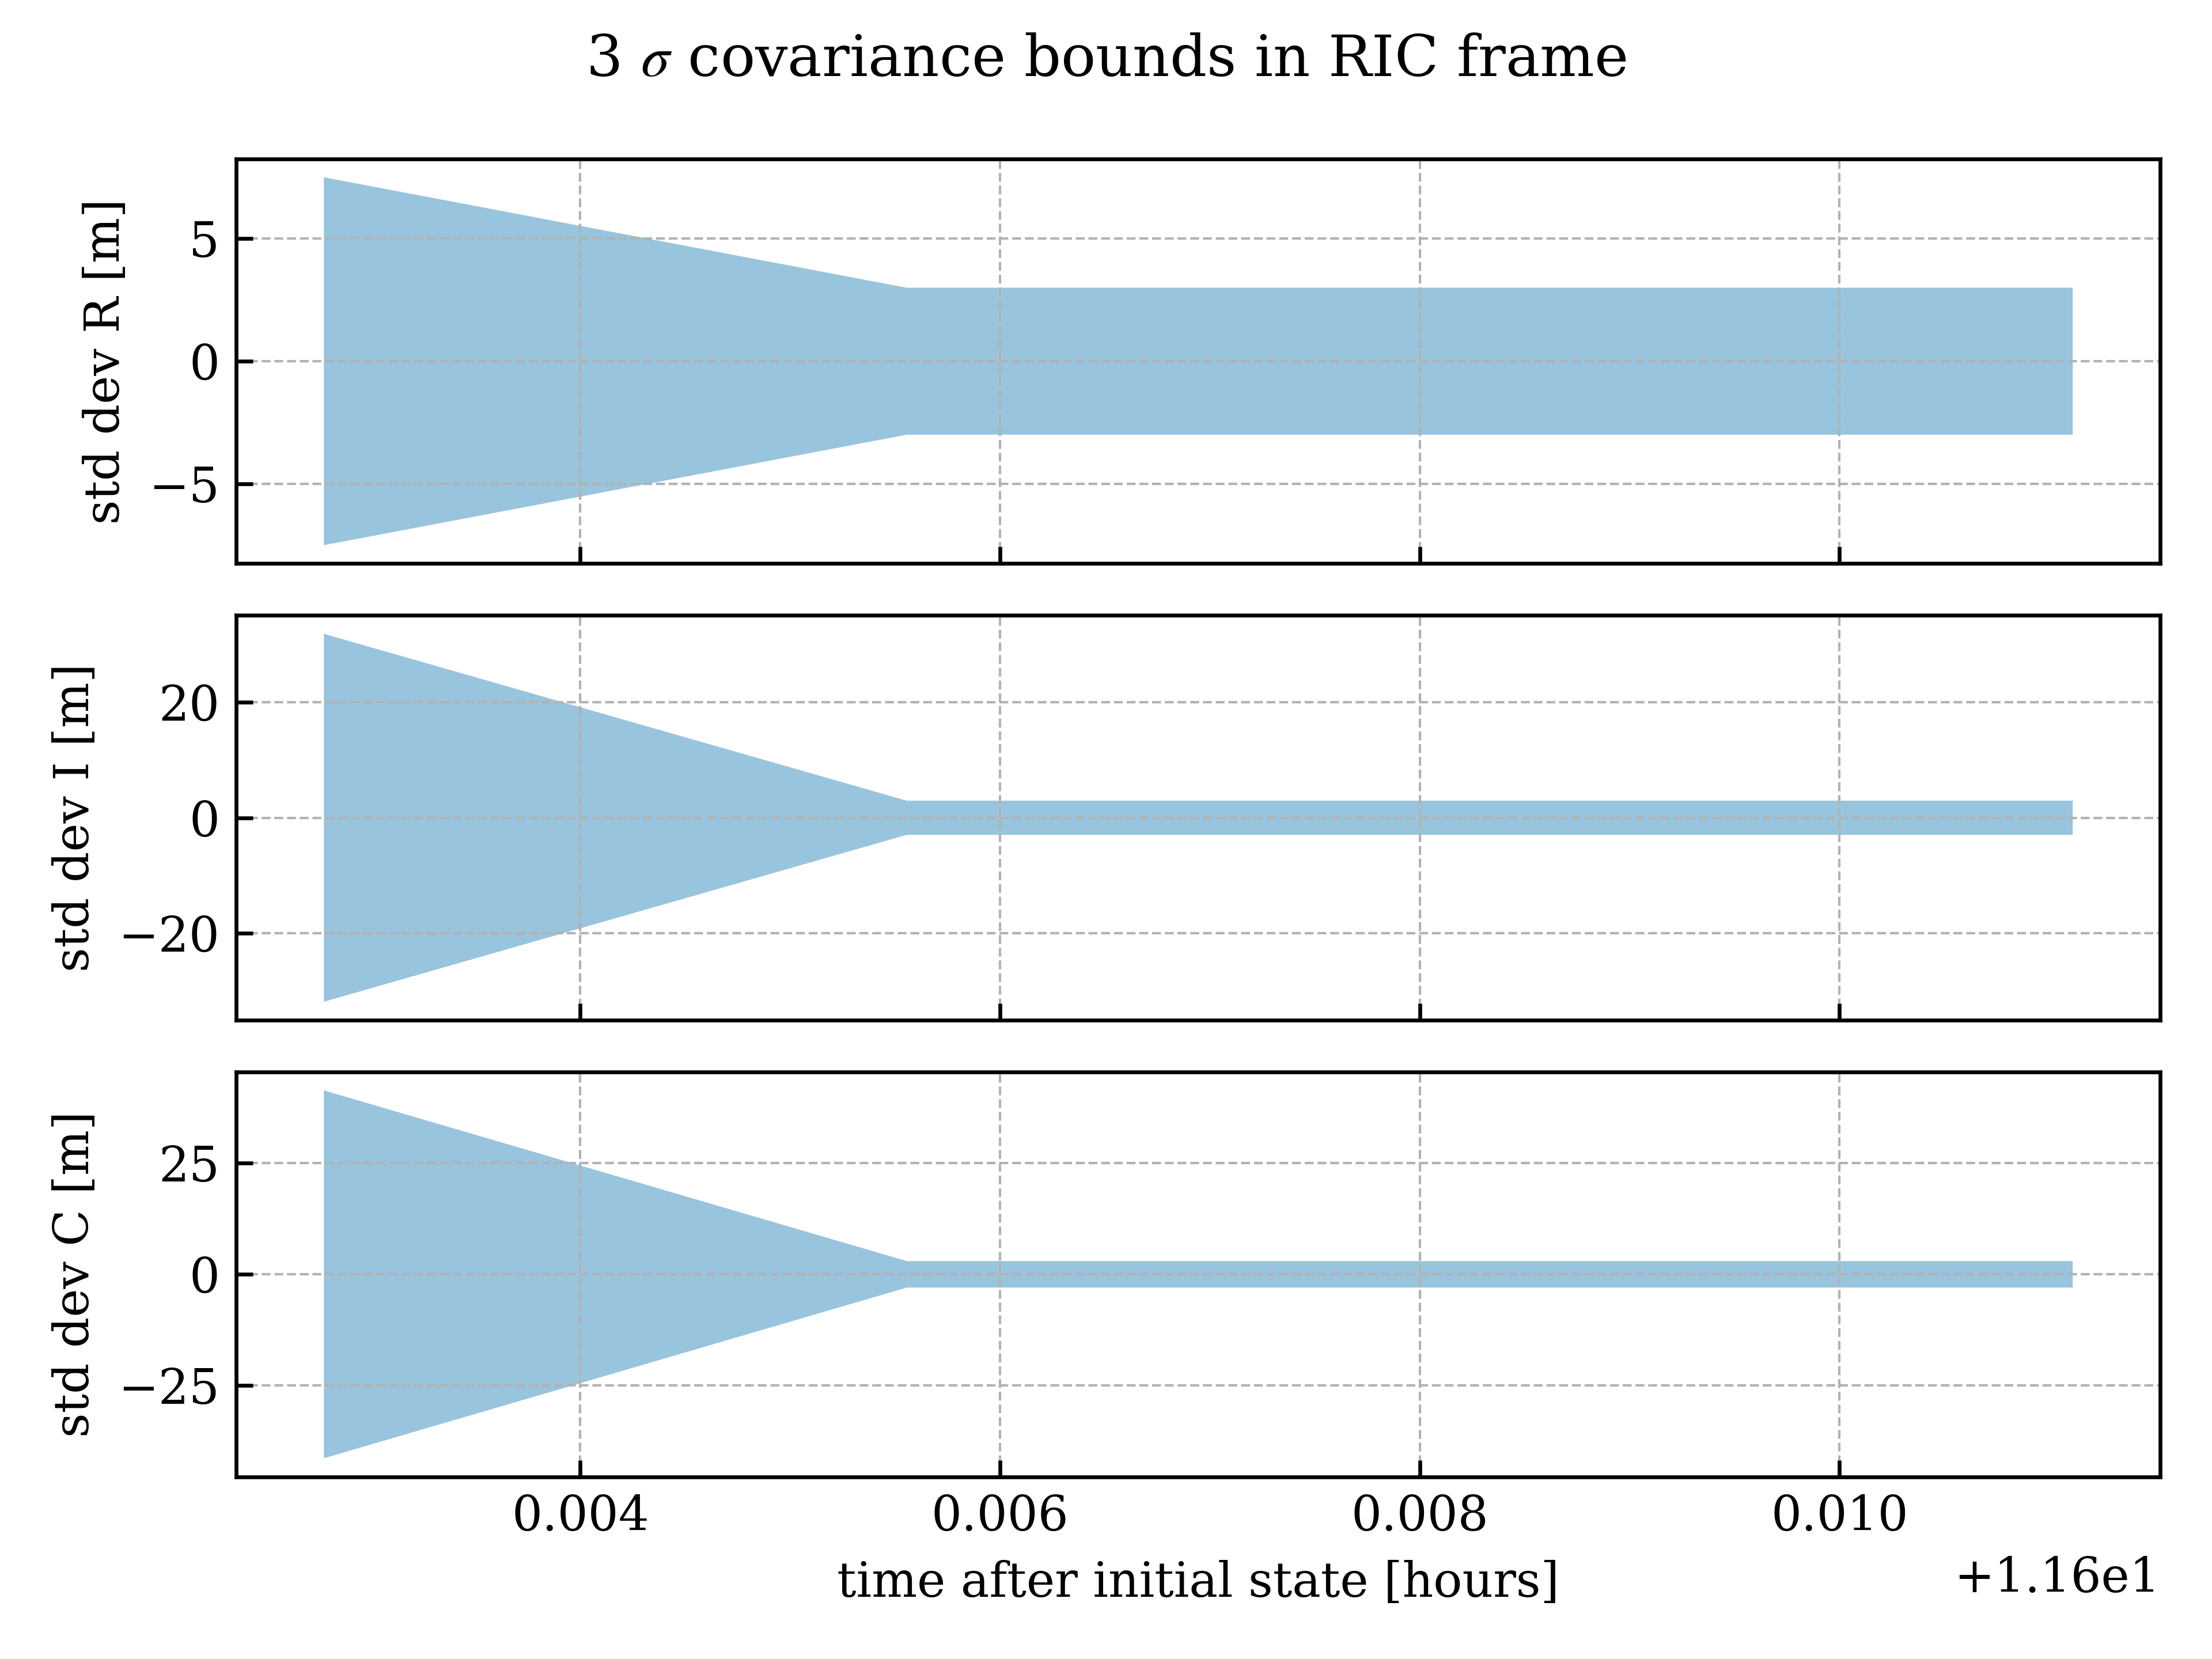 3 σ covariance bounds in RIC frame
std dev R [m]
5
0
−5
std dev I [m]
20
0
−20
std dev C [m]
25
0
−25
0.004 0.006 0.008 0.010
time after initial state [hours]
+1.16e1